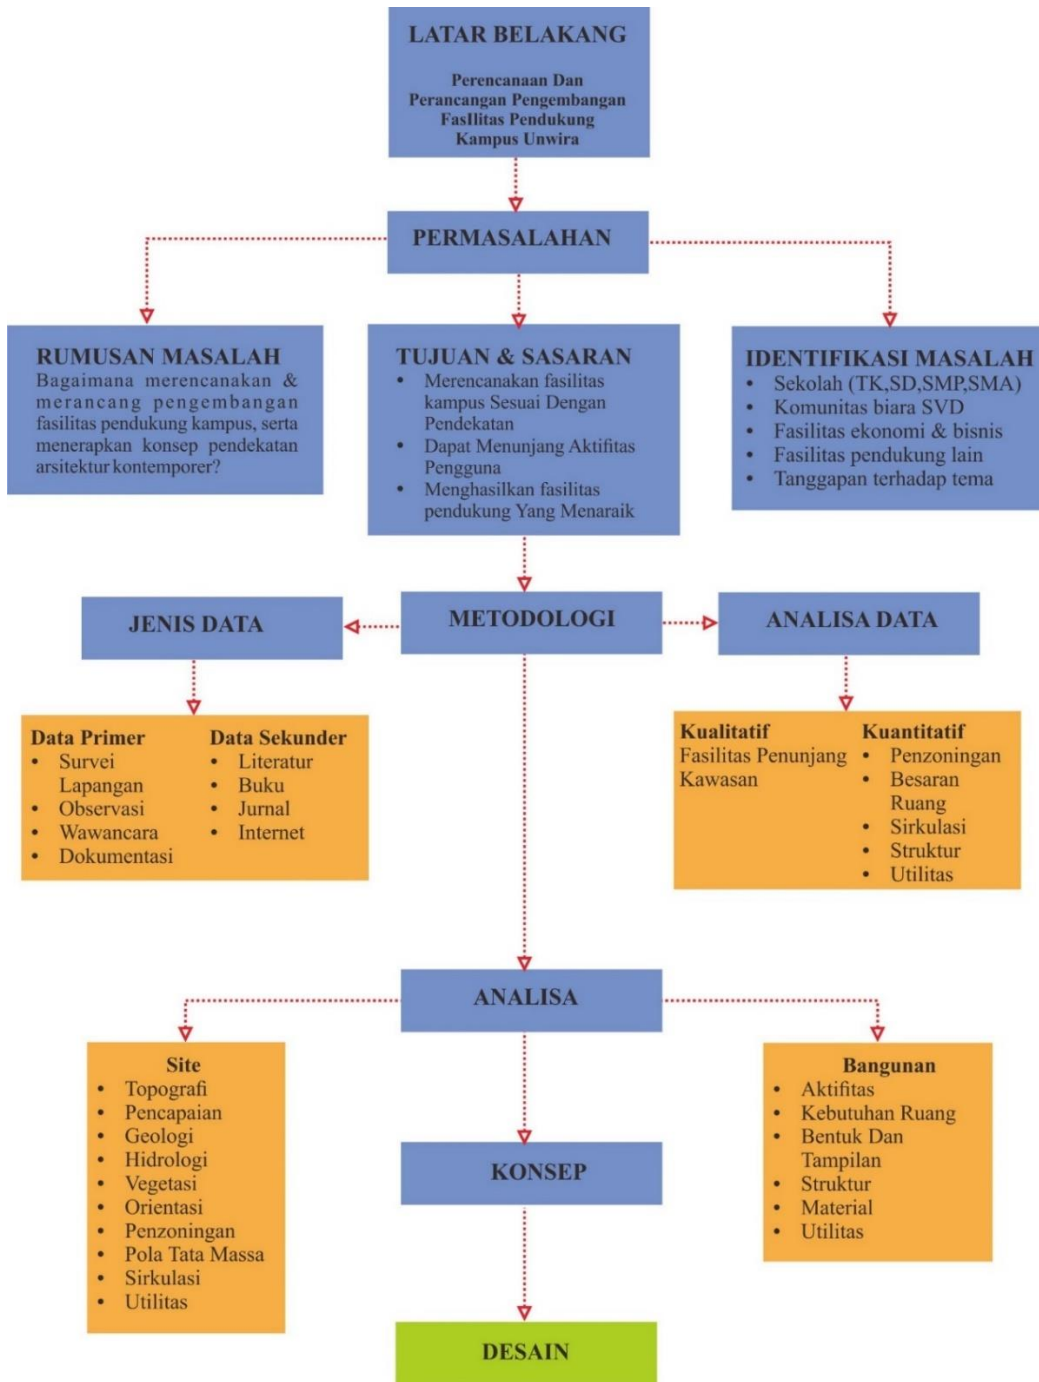 LATAR BELAKANG
Perencanaan Dan
Perancangan Pengembangan
FasIlitas Pendukung
Kampus Unwira
PERMASALAHAN
RUMUSAN MASALAH
Bagaimana merencanakan &
merancang pengembangan
fasilitas pendukung kampus, serta
menerapkan konsep pendekatan
arsitektur kontemporer?
TUJUAN & SASARAN
• Merencanakan fasilitas
kampus Sesuai Dengan
Pendekatan
• Dapat Menunjang Aktifitas
Pengguna
• Menghasilkan fasilitas
pendukung Yang Menaraik
IDENTIFIKASI MASALAH
• Sekolah (TK,SD,SMP,SMA)
• Komunitas biara SVD
• Fasilitas ekonomi & bisnis
• Fasilitas pendukung lain
• Tanggapan terhadap tema
JENIS DATA
METODOLOGI
ANALISA DATA
Data Primer
• Survei
Lapangan
• Observasi
• Wawancara
• Dokumentasi
Data Sekunder
• Literatur
• Buku
• Jurnal
• Internet
Kualitatif
Fasilitas Penunjang
Kawasan
Kuantitatif
• Penzoningan
• Besaran
Ruang
• Sirkulasi
• Struktur
• Utilitas
ANALISA
Site
• Topografi
• Pencapaian
• Geologi
• Hidrologi
• Vegetasi
• Orientasi
• Penzoningan
• Pola Tata Massa
• Sirkulasi
• Utilitas
Bangunan
• Aktifitas
• Kebutuhan Ruang
• Bentuk Dan
Tampilan
• Struktur
• Material
• Utilitas
KONSEP
DESAIN